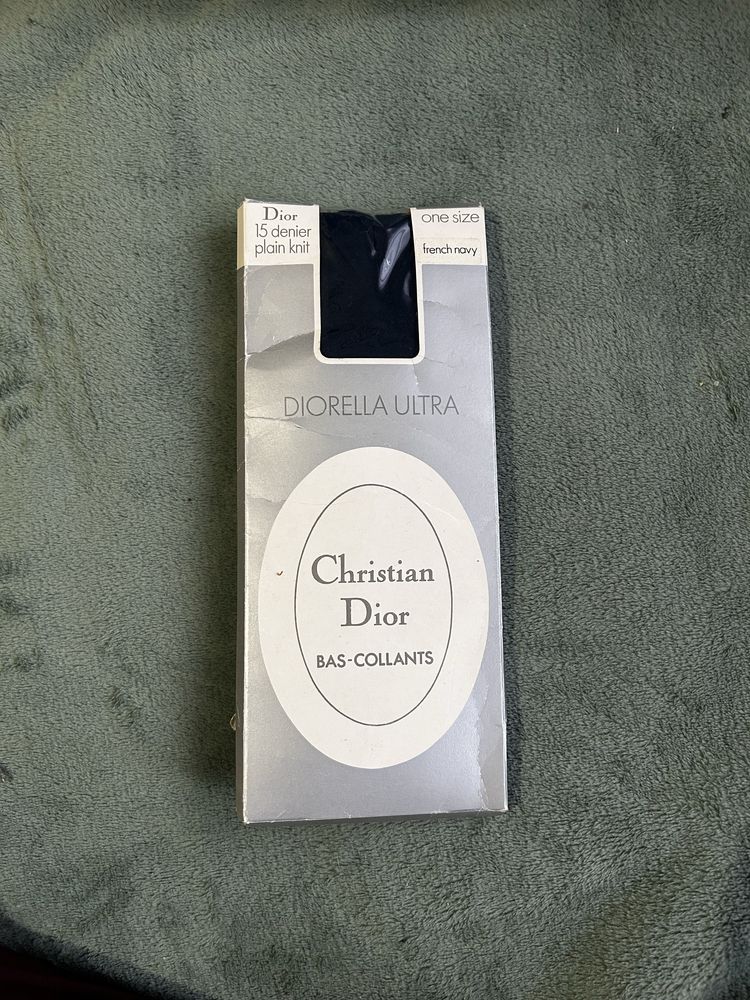 Dior
15 denier
plain knit
one size
french navy
DIORELLA ULTRA
Christian
Dior
BAS-COLLANTS